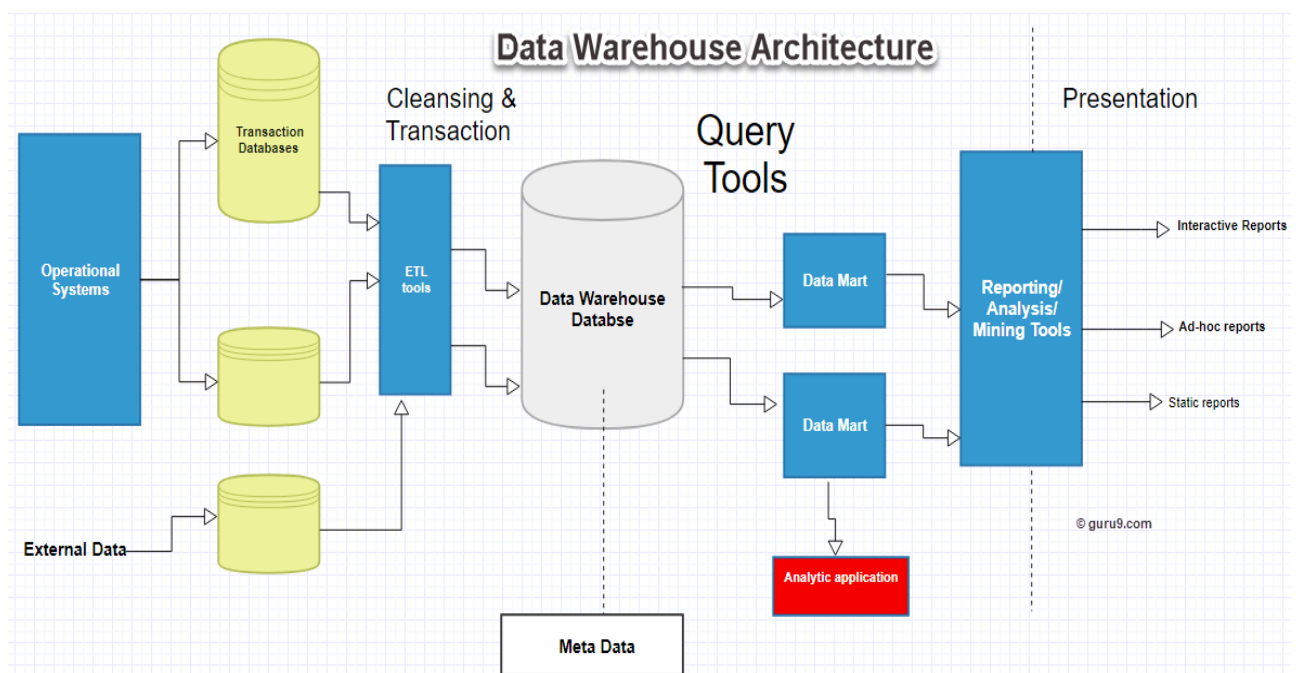 Data Warehouse Architecture
Cleansing &
Transaction
Query
Tools
Presentation
Transaction
Databases
Operational
Systems
ETL
tools
Data Warehouse
Databse
Data Mart
Data Mart
Reporting/
Analysis/
Mining Tools
Interactive Reports
Ad-hoc reports
Static reports
External Data
Analytic application
Meta Data
© guru9.com